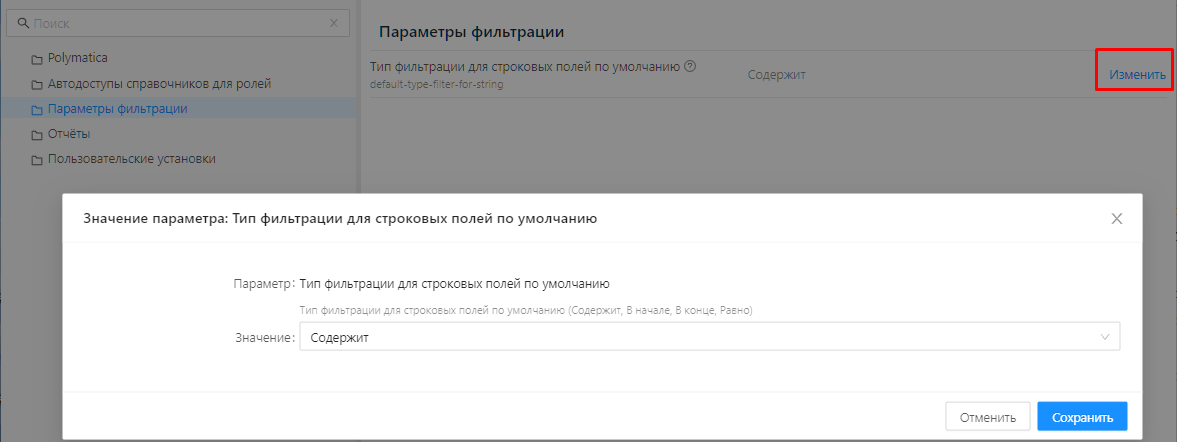 Поиск
Polymatica
Автодоступы справочников для ролей
Параметры фильтрации
Отчёты
Пользовательские установки
Параметры фильтрации
Тип фильтрации для строковых полей по умолчанию
default-type-filter-for-string
Содержит
Изменить
Значение параметра: Тип фильтрации для строковых полей по умолчанию
Параметр: Тип фильтрации для строковых полей по умолчанию
Тип фильтрации для строковых полей по умолчанию (Содержит, В начале, В конце, Равно)
Значение: Содержит
Отменить
Сохранить